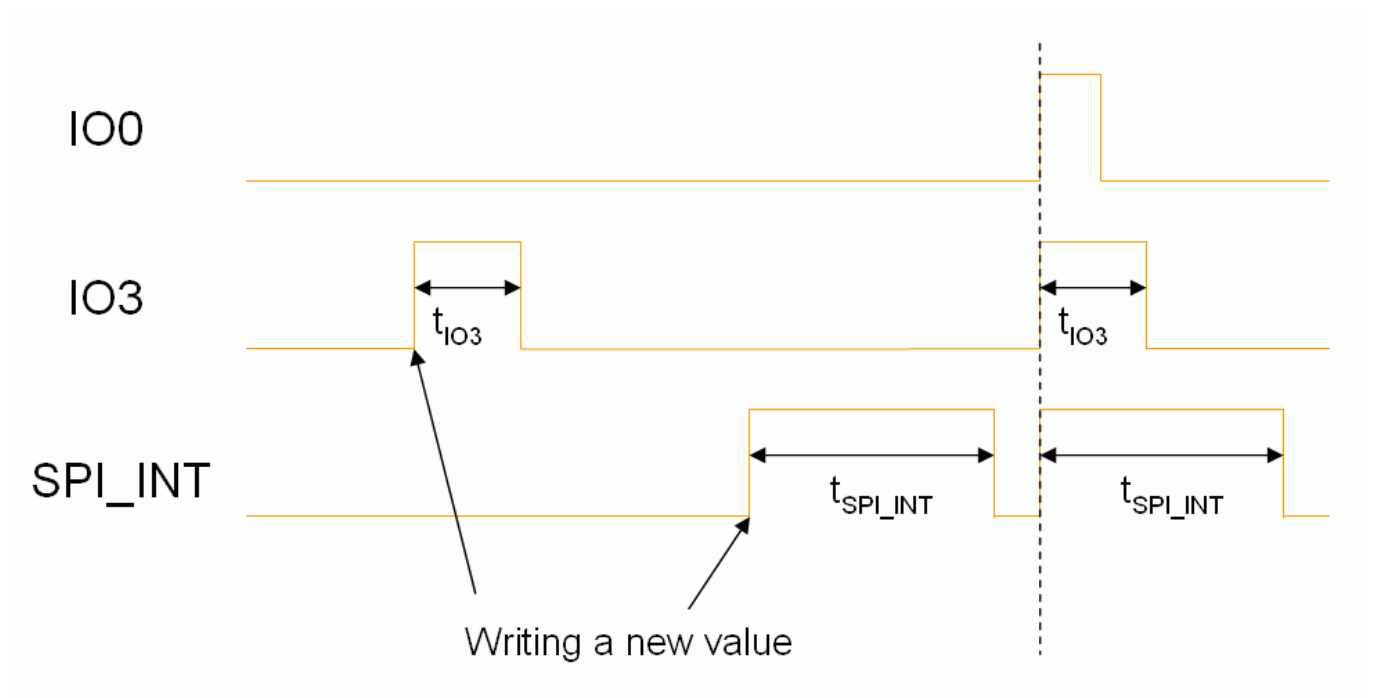 IO0
IO3
tIO3
tIO3
SPI_INT
tSPI_INT
tSPI_INT
Writing a new value